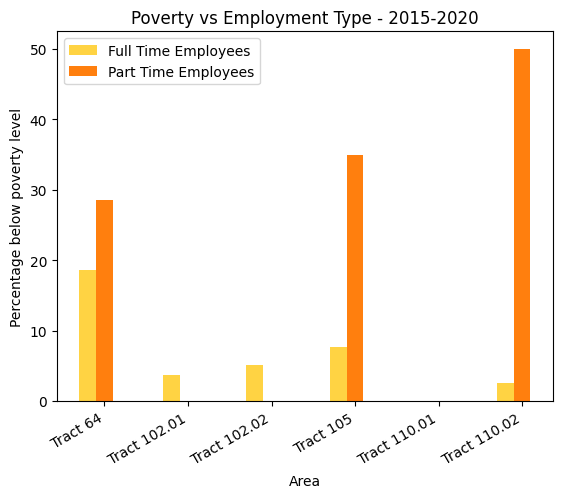 Poverty vs Employment Type - 2015-2020
Full Time Employees
Part Time Employees
Percentage below poverty level
50
40
30
20
10
0
Tract 64
Tract 102.01
Tract 102.02
Tract 105
Tract 110.01
Tract 110.02
Area